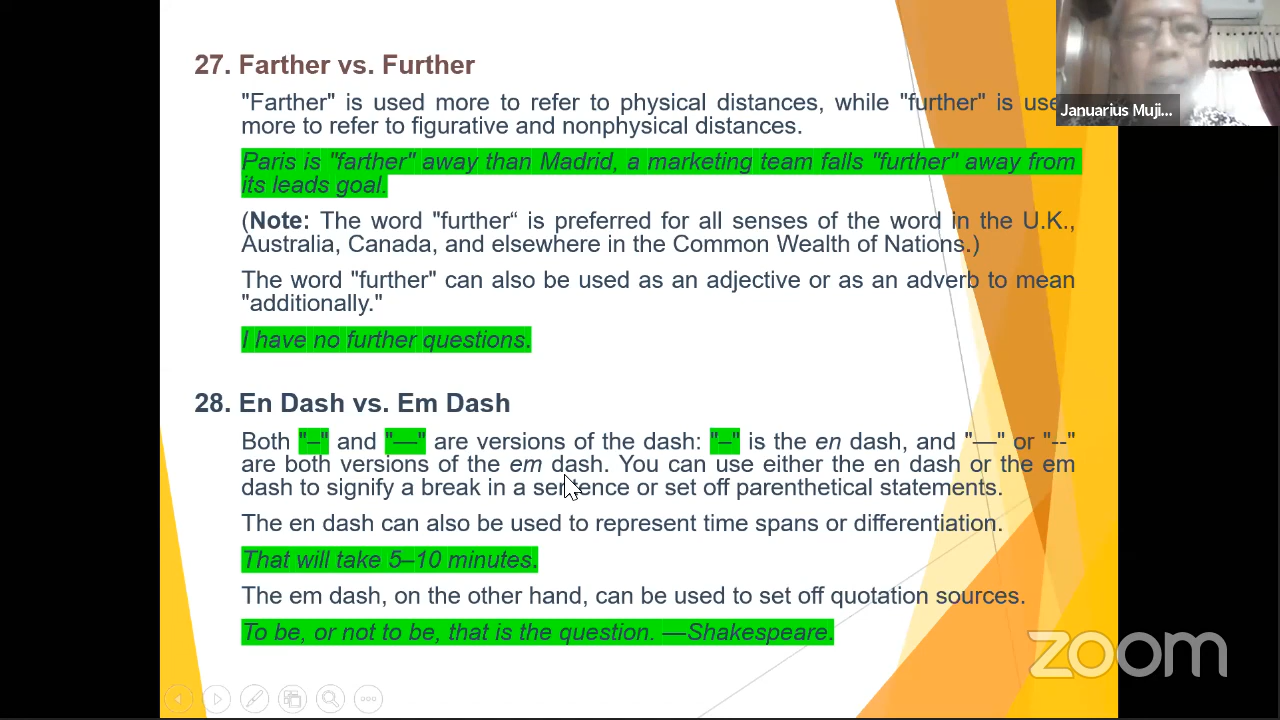 27. Farther vs. Further
"Farther" is used more to refer to physical distances, while "further" is use
more to refer to figurative and nonphysical distances.
Paris is "farther" away than Madrid, a marketing team falls "further" away from
its leads goal.
(Note: The word "further“ is preferred for all senses of the word in the U.K.,
Australia, Canada, and elsewhere in the Common Wealth of Nations.)
The word "further" can also be used as an adjective or as an adverb to mean
"additionally."
I have no further questions.
28. En Dash vs. Em Dash
Both "–" and "—" are versions of the dash: "–" is the en dash, and "—" or "--"
are both versions of the em dash. You can use either the en dash or the em
dash to signify a break in a sentence or set off parenthetical statements.
The en dash can also be used to represent time spans or differentiation.
That will take 5–10 minutes.
The em dash, on the other hand, can be used to set off quotation sources.
To be, or not to be, that is the question. —Shakespeare.
Januarius Muji...
zoom